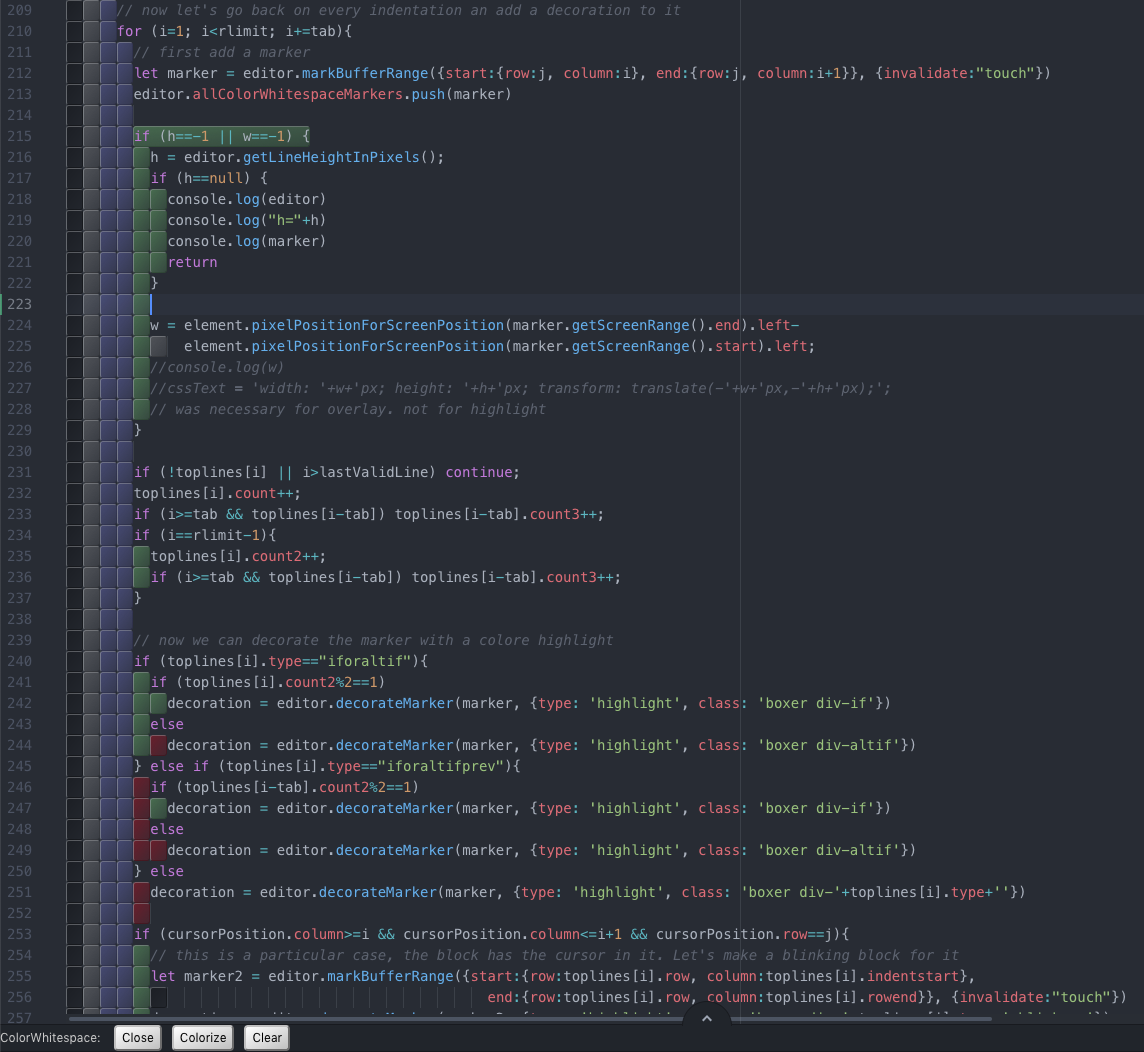 209 // now let's go back on every indentation an add a decoration to it
210 for (i=1; i<rlimit; i+=tab){
211 // first add a marker
212 let marker = editor.markBufferRange({start:{row:j, column:i}, end:{row:j, column:i+1}}, {invalidate:"touch"})
213 editor.allColorWhitespaceMarkers.push(marker)
214
215 if (h==-1 || w==-1) {
216 h = editor.getLineHeightInPixels();
217 if (h==null) {
218 console.log(editor)
219 console.log("h="+h)
220 console.log(marker)
221 return
222 }
223
224 w = element.pixelPositionForScreenPosition(marker.getScreenRange().end).left-
225 element.pixelPositionForScreenPosition(marker.getScreenRange().start).left;
226 //console.log(w)
227 //cssText = 'width: '+w+'px; height: '+h+'px; transform: translate(-'+w+'px,-'+h+'px);';
228 // was necessary for overlay. not for highlight
229 }
230
231 if (!toplines[i] || i>lastValidLine) continue;
232 toplines[i].count++;
233 if (i>=tab && toplines[i-tab]) toplines[i-tab].count3++;
234 if (i==rlimit-1){
235 toplines[i].count2++;
236 if (i>=tab && toplines[i-tab]) toplines[i-tab].count3++;
237 }
238
239 // now we can decorate the marker with a colore highlight
240 if (toplines[i].type=="iforaltif"){
241 if (toplines[i].count2%2==1)
242 decoration = editor.decorateMarker(marker, {type: 'highlight', class: 'boxer div-if'})
243 else
244 decoration = editor.decorateMarker(marker, {type: 'highlight', class: 'boxer div-altif'})
245 } else if (toplines[i].type=="iforaltifprev"){
246 if (toplines[i-tab].count2%2==1)
247 decoration = editor.decorateMarker(marker, {type: 'highlight', class: 'boxer div-if'})
248 else
249 decoration = editor.decorateMarker(marker, {type: 'highlight', class: 'boxer div-altif'})
250 } else
251 decoration = editor.decorateMarker(marker, {type: 'highlight', class: 'boxer div-'+toplines[i].type+''})
252
253 if (cursorPosition.column>=i && cursorPosition.column<=i+1 && cursorPosition.row==j){
254 // this is a particular case, the block has the cursor in it. Let's make a blinking block for it
255 let marker2 = editor.markBufferRange({start:{row:toplines[i].row, column:toplines[i].indentstart},
256 end:{row:toplines[i].row, column:toplines[i].rowend}}, {invalidate:"touch"})
257
ColorWhitespace: Close Colorize Clear